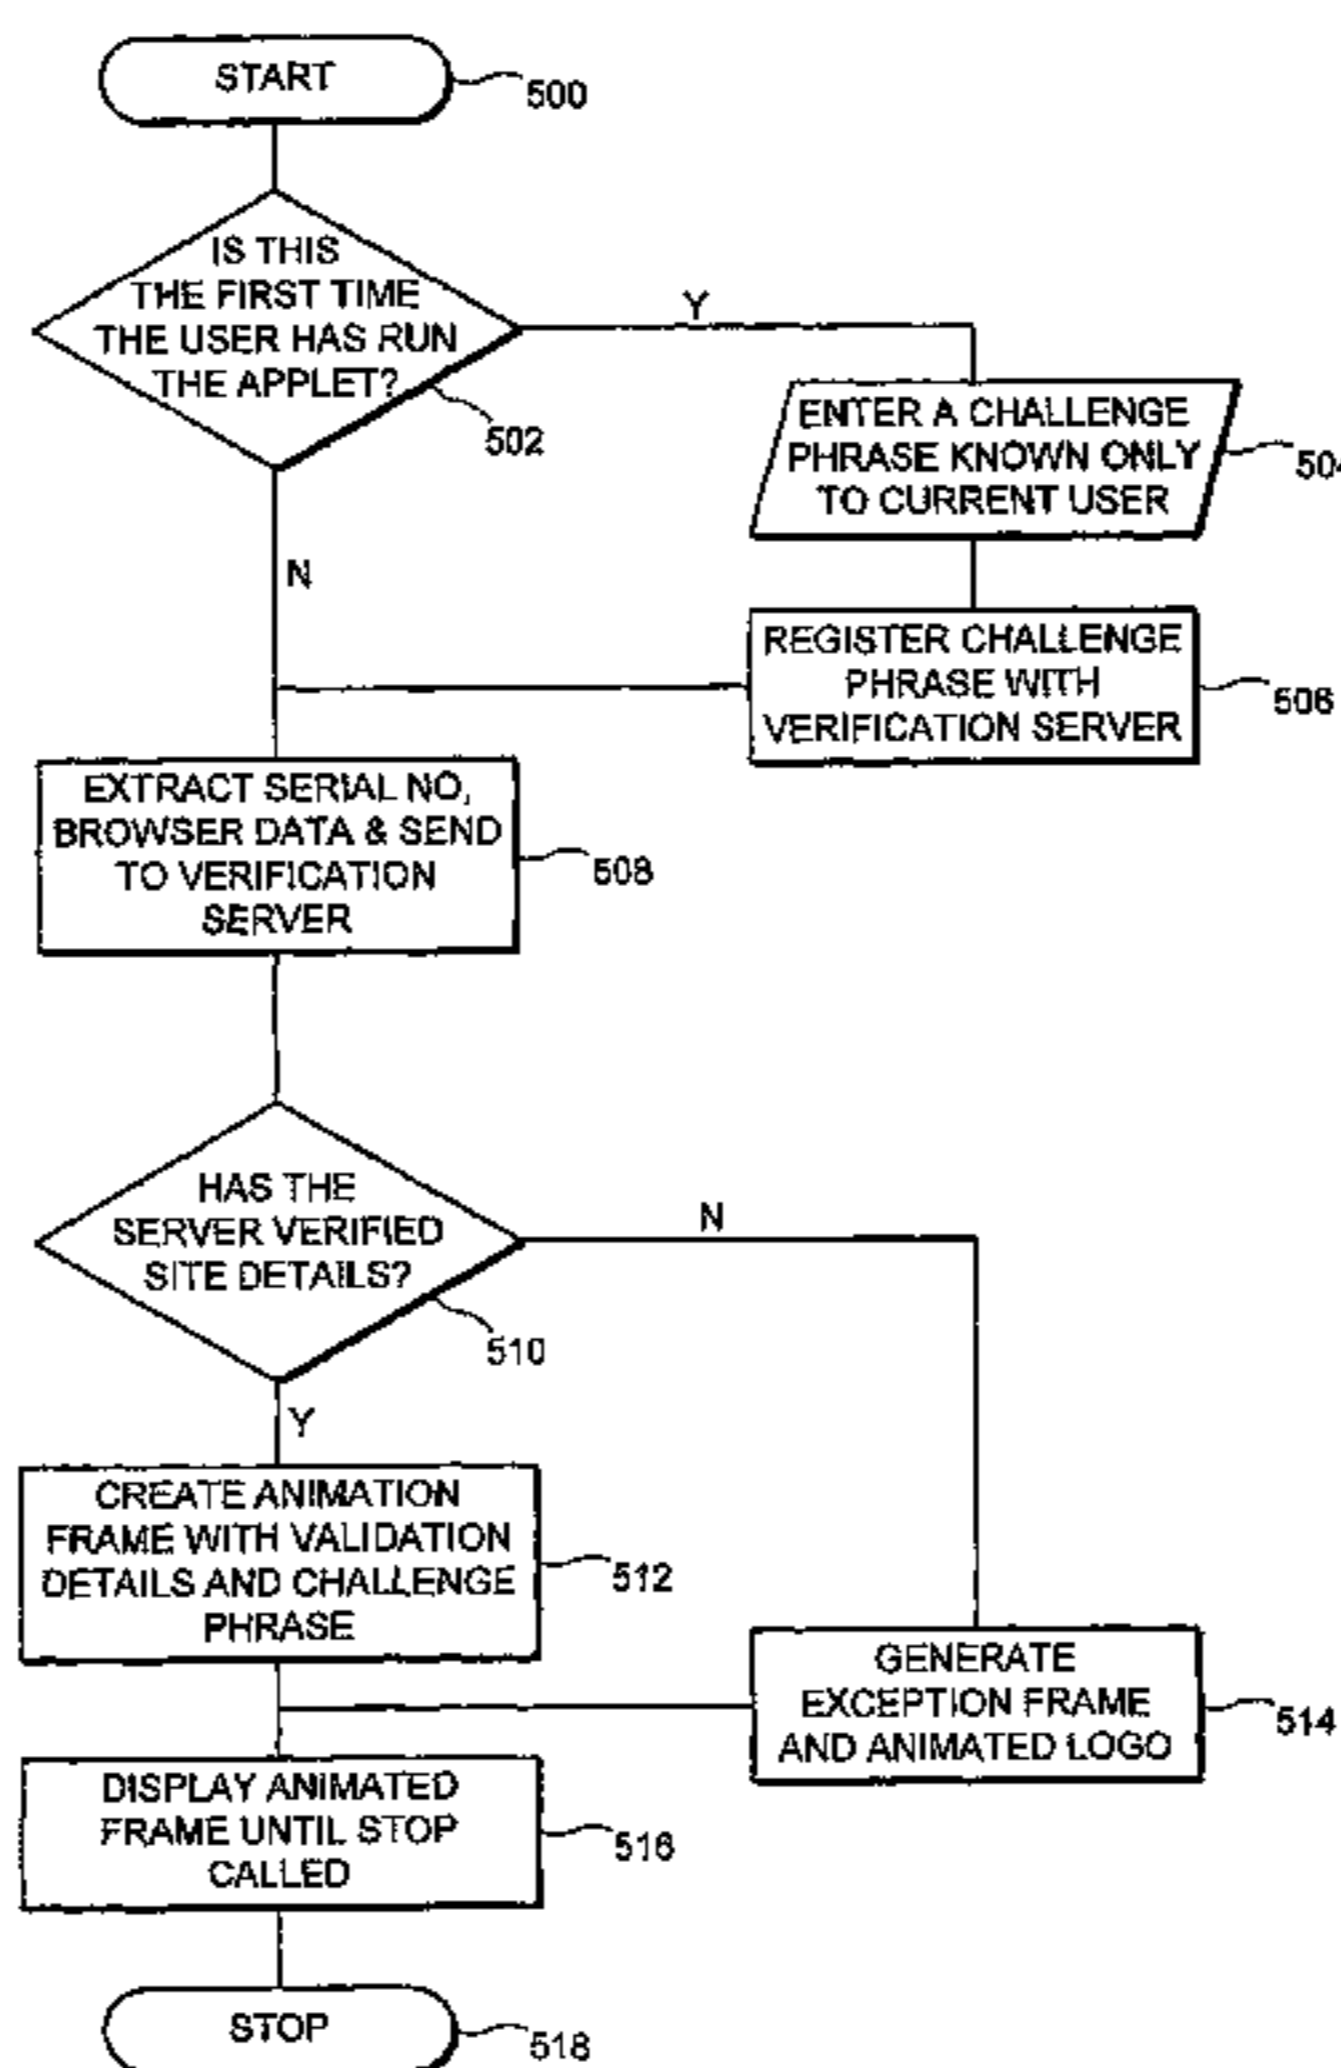 START
500
IS THIS
THE FIRST TIME
THE USER HAS RUN
THE APPLET?
502
Y
ENTER A CHALLENGE
PHRASE KNOWN ONLY
TO CURRENT USER
504
N
REGISTER CHALLENGE
PHRASE WITH
VERIFICATION SERVER
506
EXTRACT SERIAL NO,
BROWSER DATA & SEND
TO VERIFICATION
SERVER
508
HAS THE
SERVER VERIFIED
SITE DETAILS?
510
N
Y
CREATE ANIMATION
FRAME WITH VALIDATION
DETAILS AND CHALLENGE
PHRASE
512
GENERATE
EXCEPTION FRAME
AND ANIMATED LOGO
514
DISPLAY ANIMATED
FRAME UNTIL STOP
CALLED
516
STOP
518